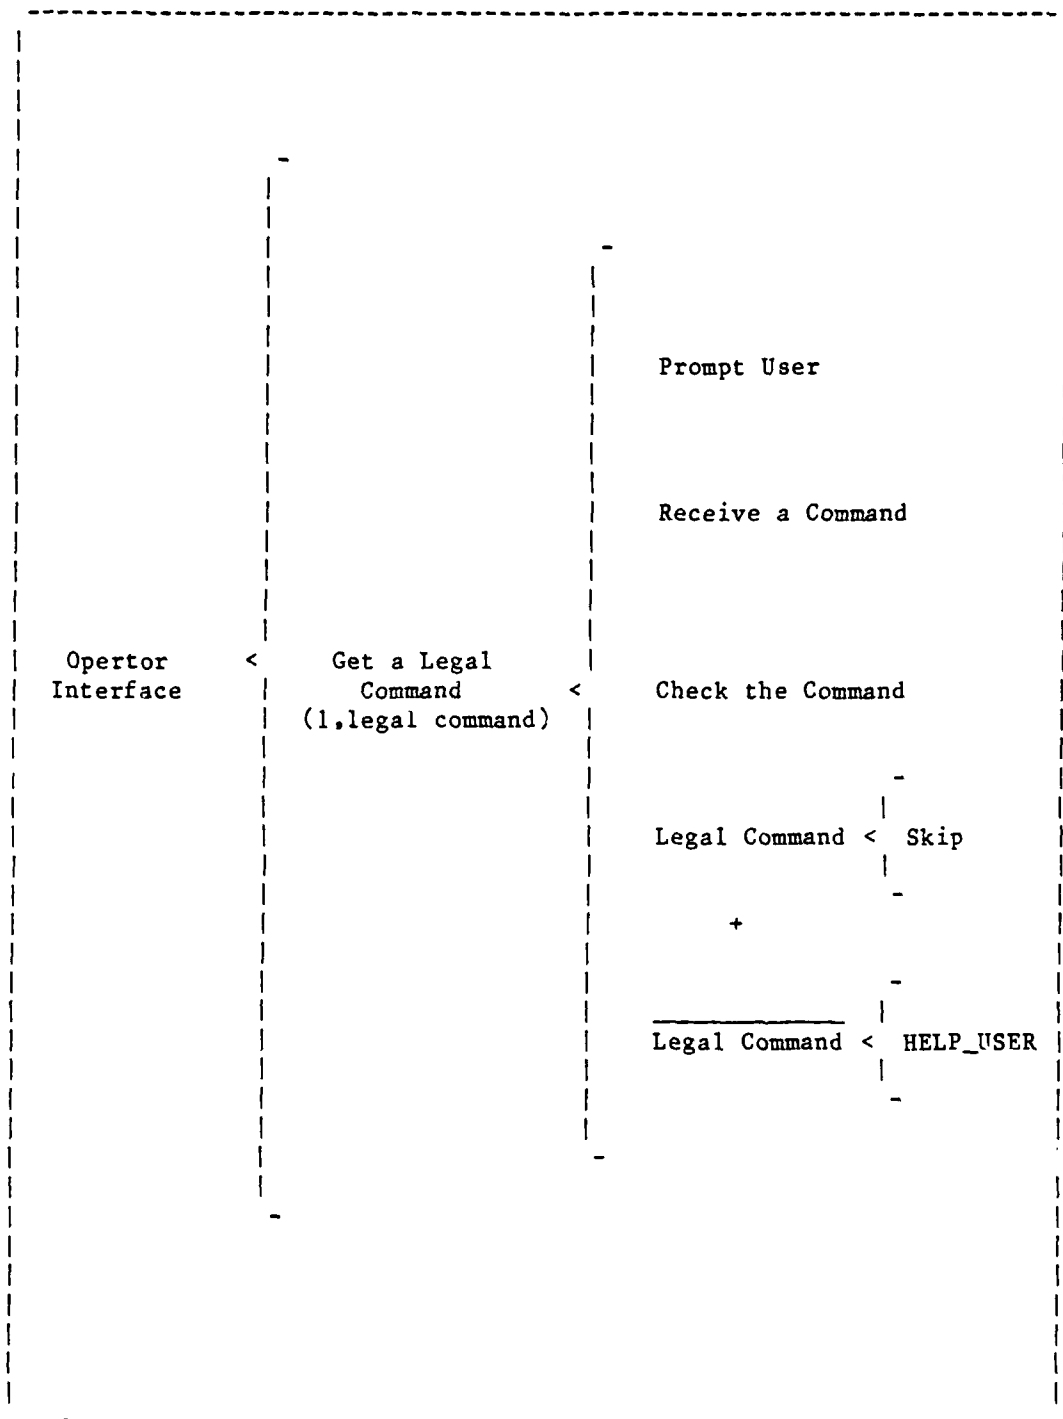 Prompt User
Receive a Command
Opertor
Interface
<
Get a Legal
Command
(1,legal command)
<
Check the Command
Legal Command < Skip
+
Legal Command < HELP_USER